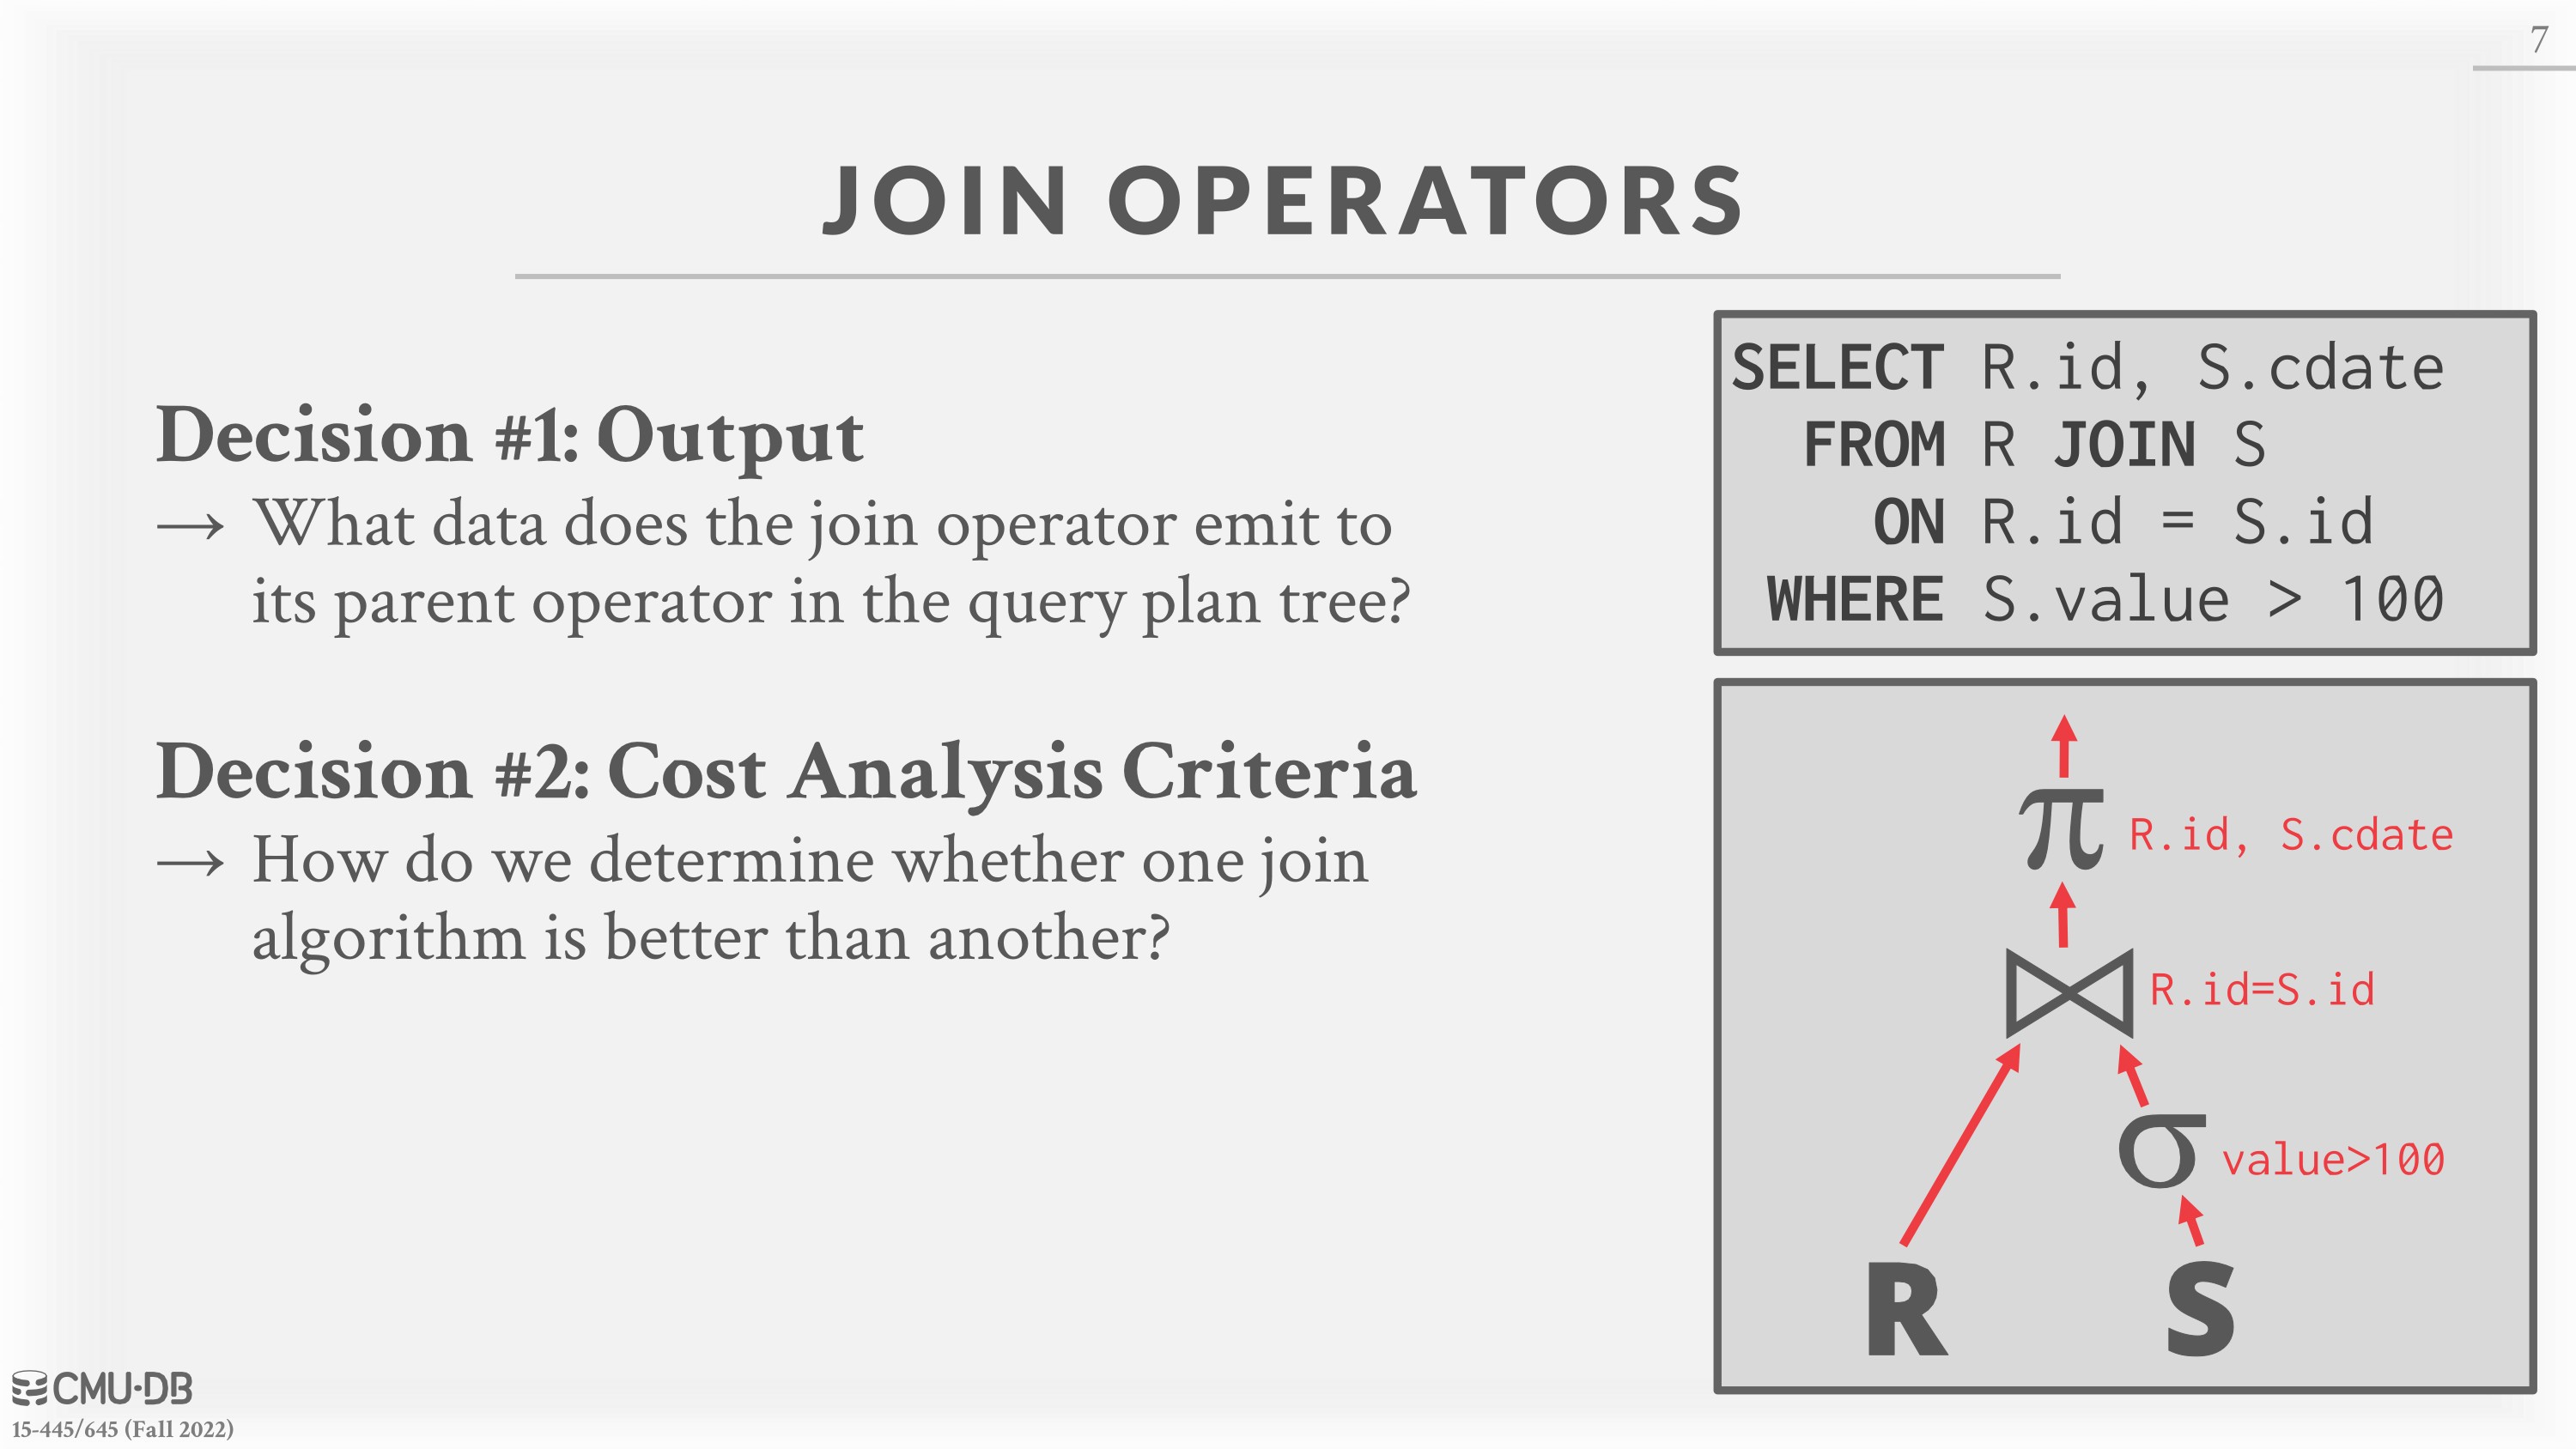 7
JOIN OPERATORS
Decision #1: Output
→ What data does the join operator emit to
its parent operator in the query plan tree?
Decision #2: Cost Analysis Criteria
→ How do we determine whether one join
algorithm is better than another?
SELECT R.id, S.cdate
FROM R JOIN S
ON R.id = S.id
WHERE S.value > 100
π R.id, S.cdate
⋈ R.id=S.id
σ value>100
R S
CMU·DB
15-445/645 (Fall 2022)